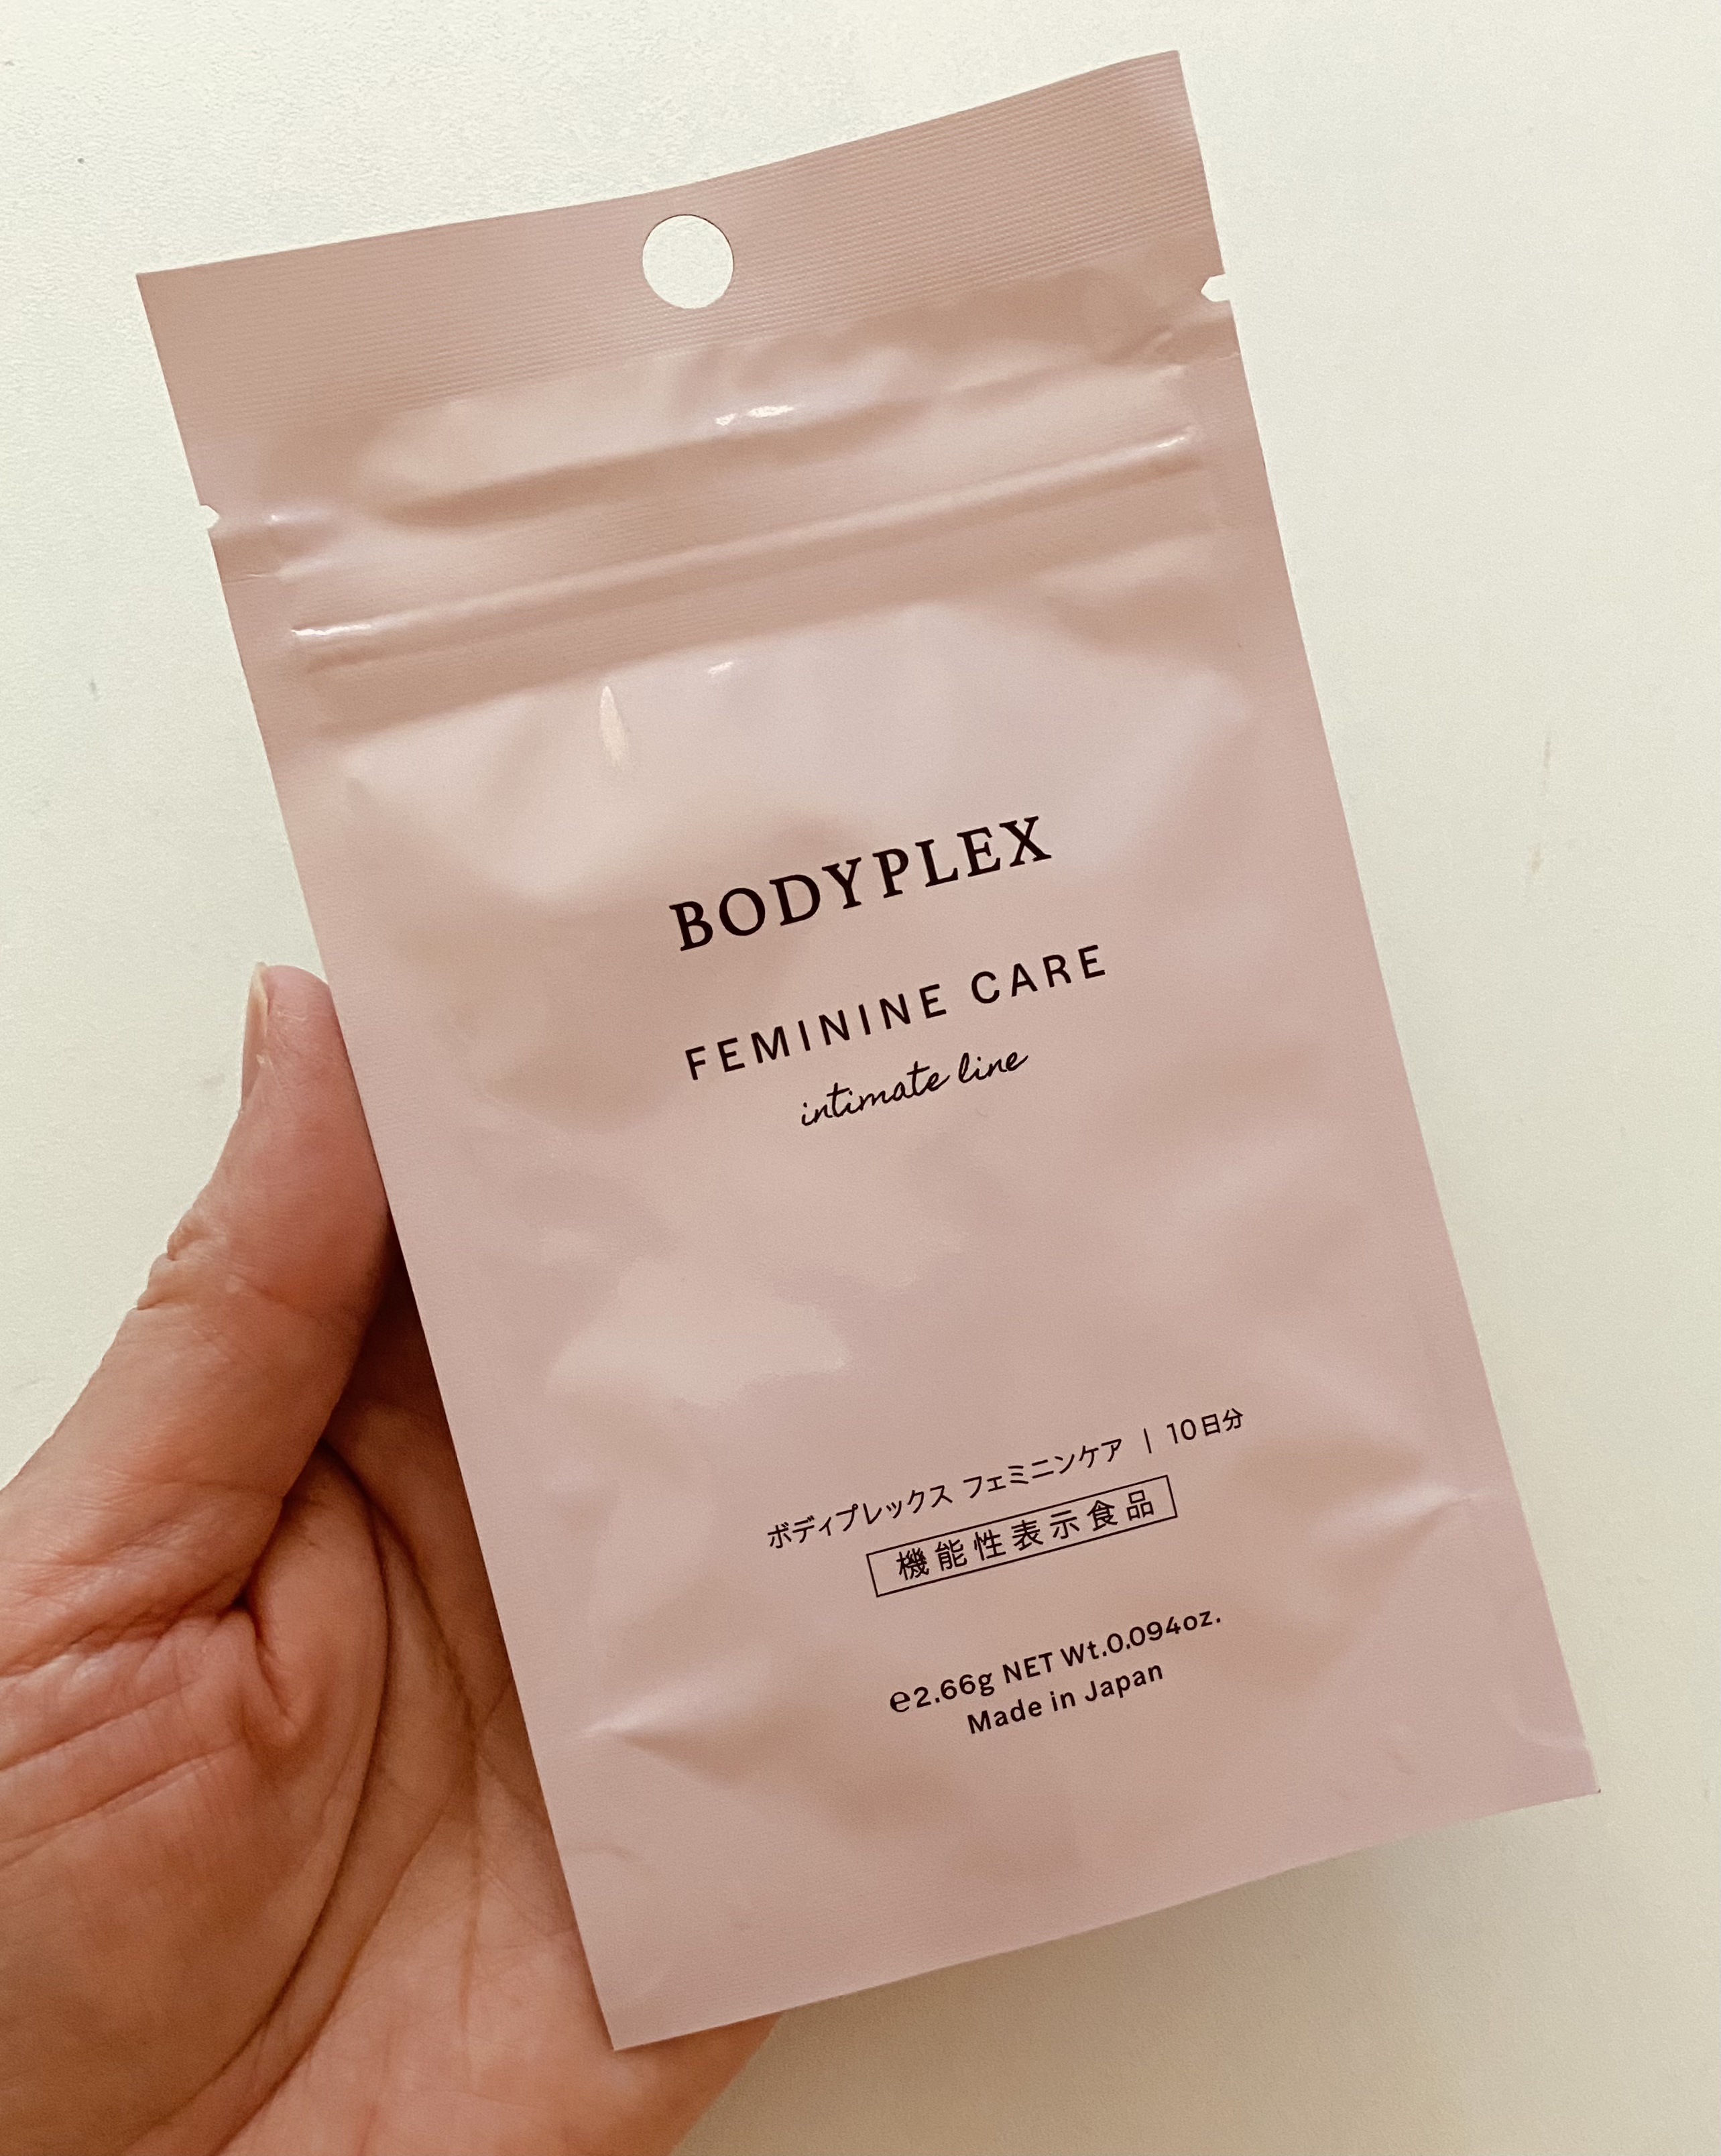 BODYPLEX
FEMININE CARE
intimate line
ボディプレックス フェミニンケア | 10日分
機能性表示食品
℮2.66g NET Wt.0.094oz.
Made in Japan